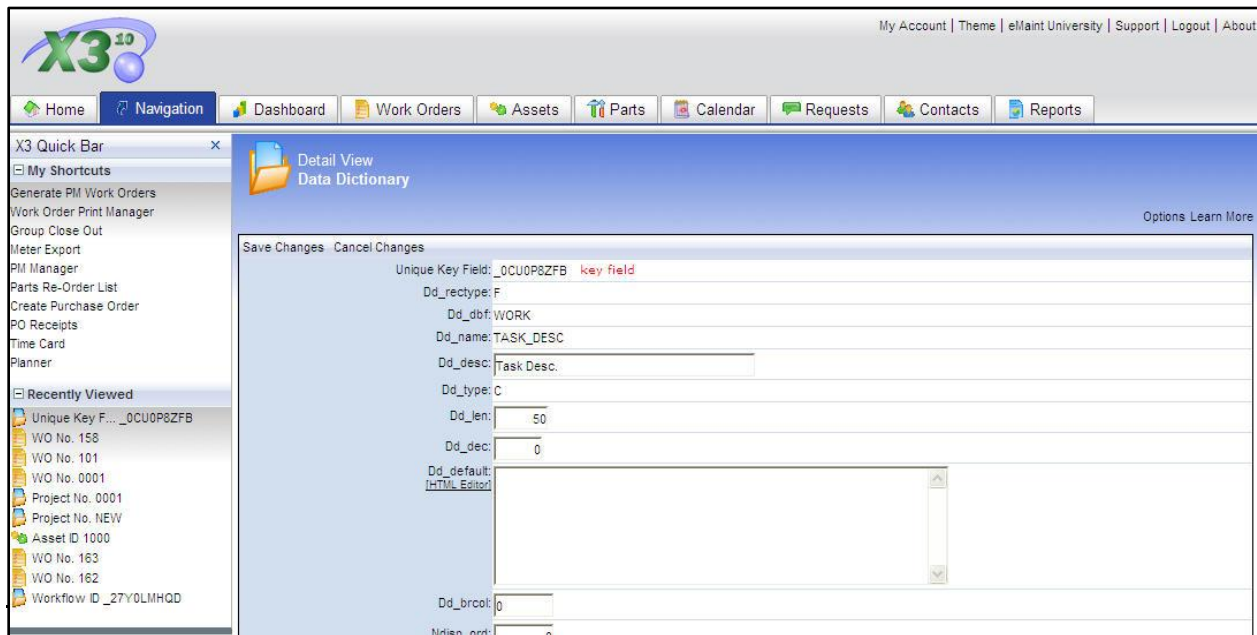 My Account | Theme | eMaint University | Support | Logout | About
X3 10
Home Navigation Dashboard Work Orders Assets Parts Calendar Requests Contacts Reports
X3 Quick Bar ×
My Shortcuts
Generate PM Work Orders
Work Order Print Manager
Group Close Out
Meter Export
PM Manager
Parts Re-Order List
Create Purchase Order
PO Receipts
Time Card
Planner
Recently Viewed
Unique Key F... _0CU0P8ZFB
WO No. 158
WO No. 101
WO No. 0001
Project No. 0001
Project No. NEW
Asset ID 1000
WO No. 163
WO No. 162
Workflow ID _27Y0LMHQD
Detail View
Data Dictionary
Options Learn More
Save Changes Cancel Changes
Unique Key Field: _0CU0P8ZFB key field
Dd_rectype: F
Dd_dbf: WORK
Dd_name: TASK_DESC
Dd_desc: Task Desc.
Dd_type: C
Dd_len: 50
Dd_dec: 0
Dd_default:
[HTML Editor]
Dd_brcol: 0
Ndisp_ord: 0